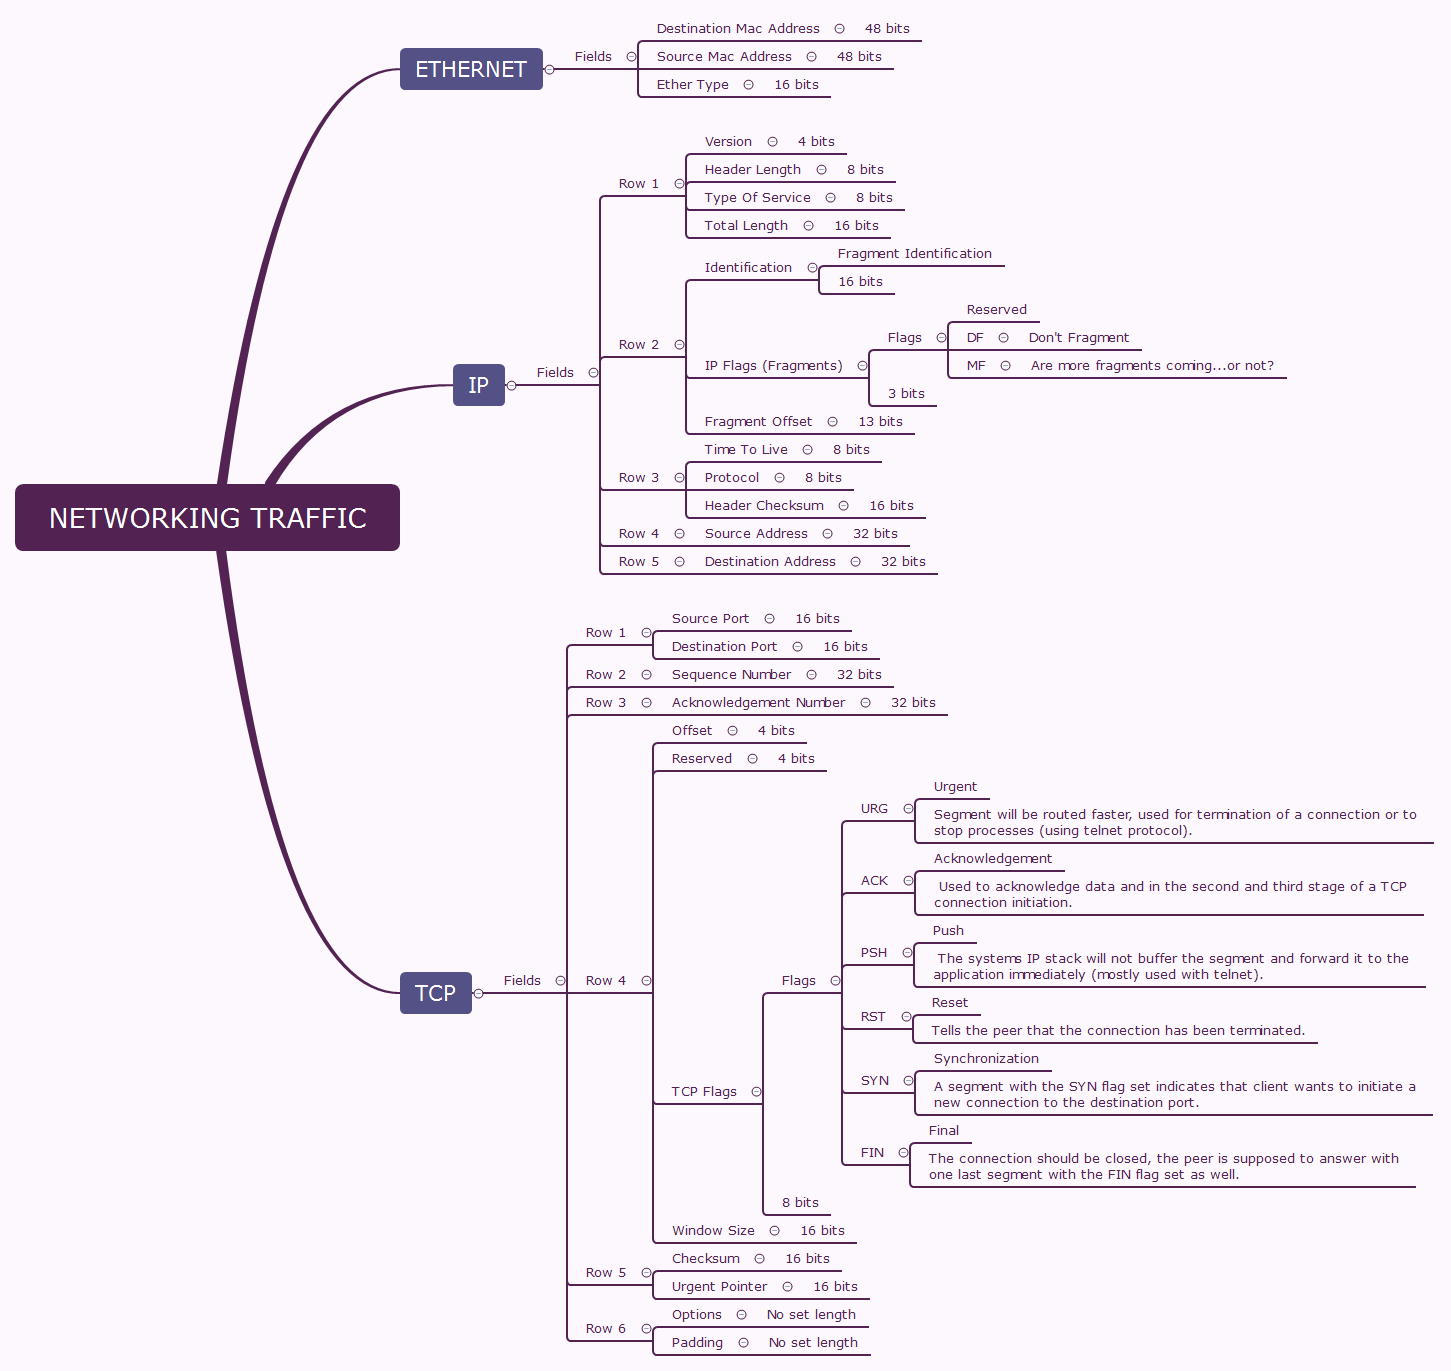 NETWORKING TRAFFIC
ETHERNET
Fields
Destination Mac Address 48 bits
Source Mac Address 48 bits
Ether Type 16 bits
IP
Fields
Row 1
Version 4 bits
Header Length 8 bits
Type Of Service 8 bits
Total Length 16 bits
Row 2
Identification
Fragment Identification
16 bits
IP Flags (Fragments)
Flags
Reserved
DF Don't Fragment
MF Are more fragments coming...or not?
3 bits
Fragment Offset 13 bits
Row 3
Time To Live 8 bits
Protocol 8 bits
Header Checksum 16 bits
Row 4 Source Address 32 bits
Row 5 Destination Address 32 bits
TCP
Fields
Row 1
Source Port 16 bits
Destination Port 16 bits
Row 2 Sequence Number 32 bits
Row 3 Acknowledgement Number 32 bits
Row 4
Offset 4 bits
Reserved 4 bits
TCP Flags
Flags
URG
Urgent
Segment will be routed faster, used for termination of a connection or to
stop processes (using telnet protocol).
ACK
Acknowledgement
Used to acknowledge data and in the second and third stage of a TCP
connection initiation.
PSH
Push
The systems IP stack will not buffer the segment and forward it to the
application immediately (mostly used with telnet).
RST
Reset
Tells the peer that the connection has been terminated.
SYN
Synchronization
A segment with the SYN flag set indicates that client wants to initiate a
new connection to the destination port.
FIN
Final
The connection should be closed, the peer is supposed to answer with
one last segment with the FIN flag set as well.
8 bits
Window Size 16 bits
Row 5
Checksum 16 bits
Urgent Pointer 16 bits
Row 6
Options No set length
Padding No set length